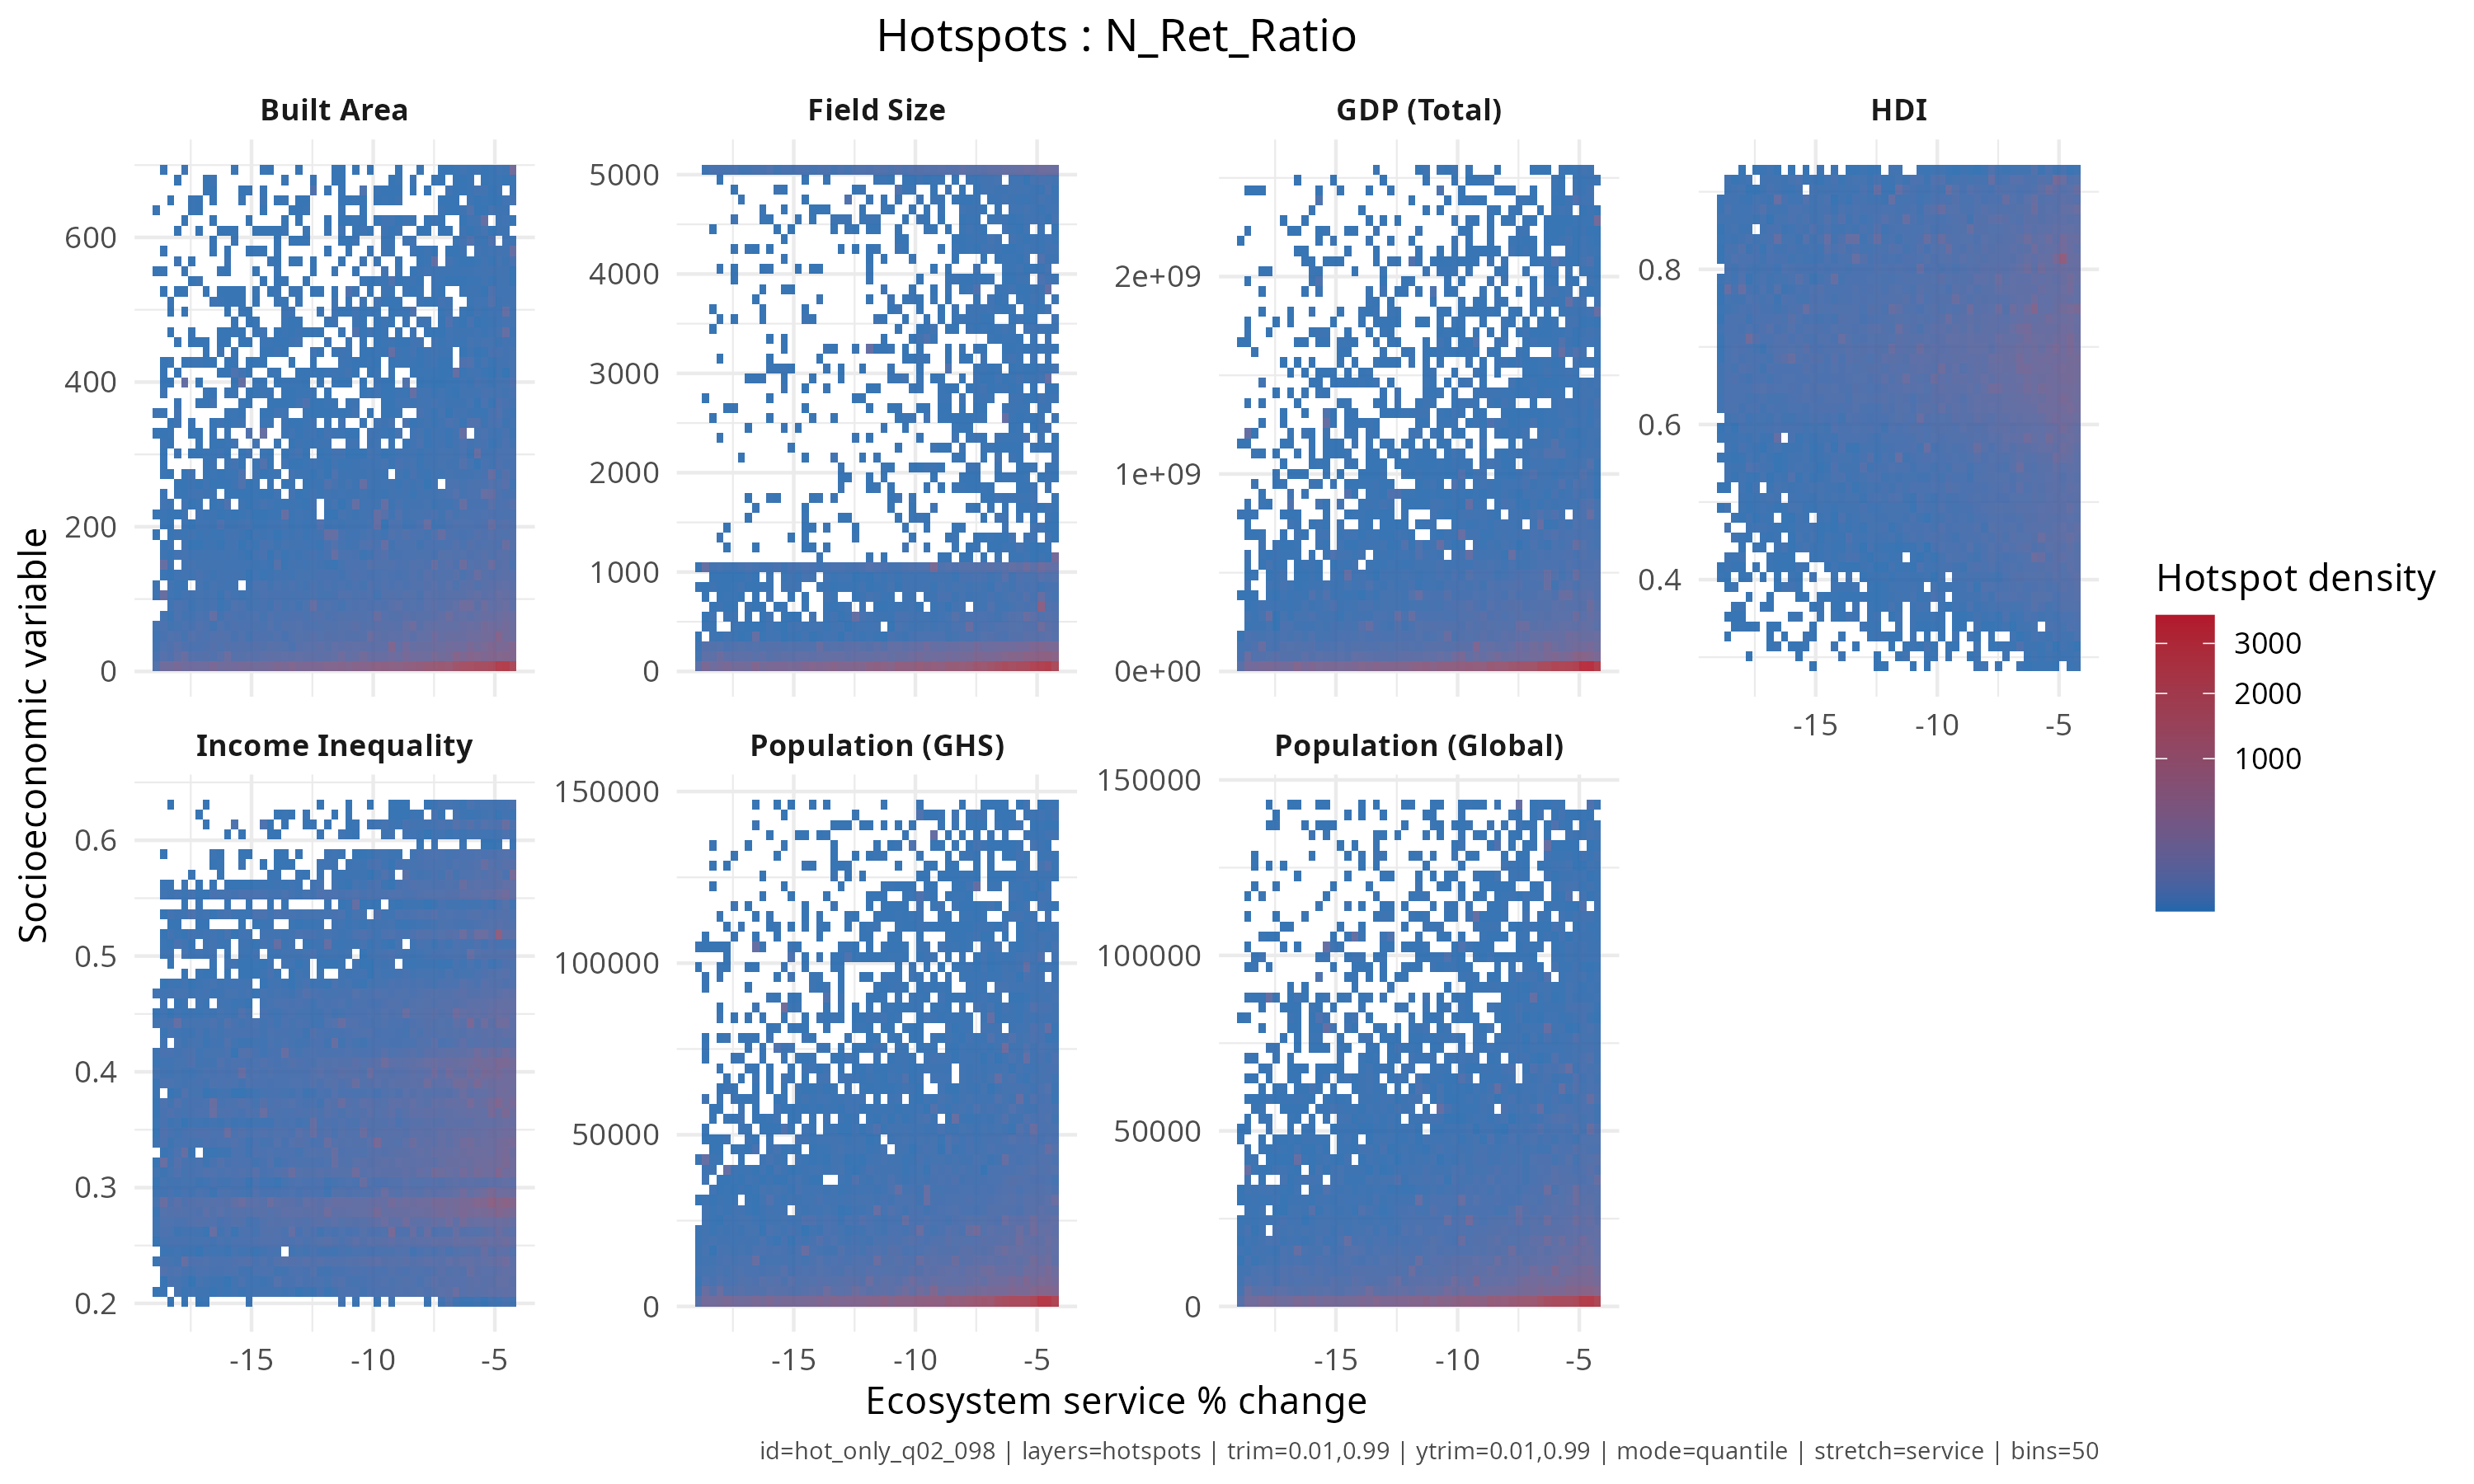 Hotspots : N_Ret_Ratio
Built Area
Field Size
GDP (Total)
HDI
600
400
200
0
5000
4000
3000
2000
1000
0
2e+09
1e+09
0e+00
0.8
0.6
0.4
-15 -10 -5
Socioeconomic variable
Hotspot density
3000
2000
1000
Income Inequality
Population (GHS)
Population (Global)
0.6
0.5
0.4
0.3
0.2
-15 -10 -5
150000
100000
50000
0
-15 -10 -5
150000
100000
50000
0
-15 -10 -5
Ecosystem service % change
id=hot_only_q02_098 | layers=hotspots | trim=0.01,0.99 | ytrim=0.01,0.99 | mode=quantile | stretch=service | bins=50